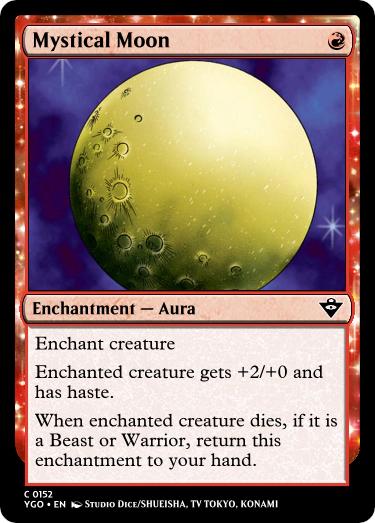 Mystical Moon
Enchantment — Aura
Enchant creature
Enchanted creature gets +2/+0 and
has haste.
When enchanted creature dies, if it is
a Beast or Warrior, return this
enchantment to your hand.
C 0152
YGO • EN Studio Dice/SHUEISHA, TV TOKYO, KONAMI